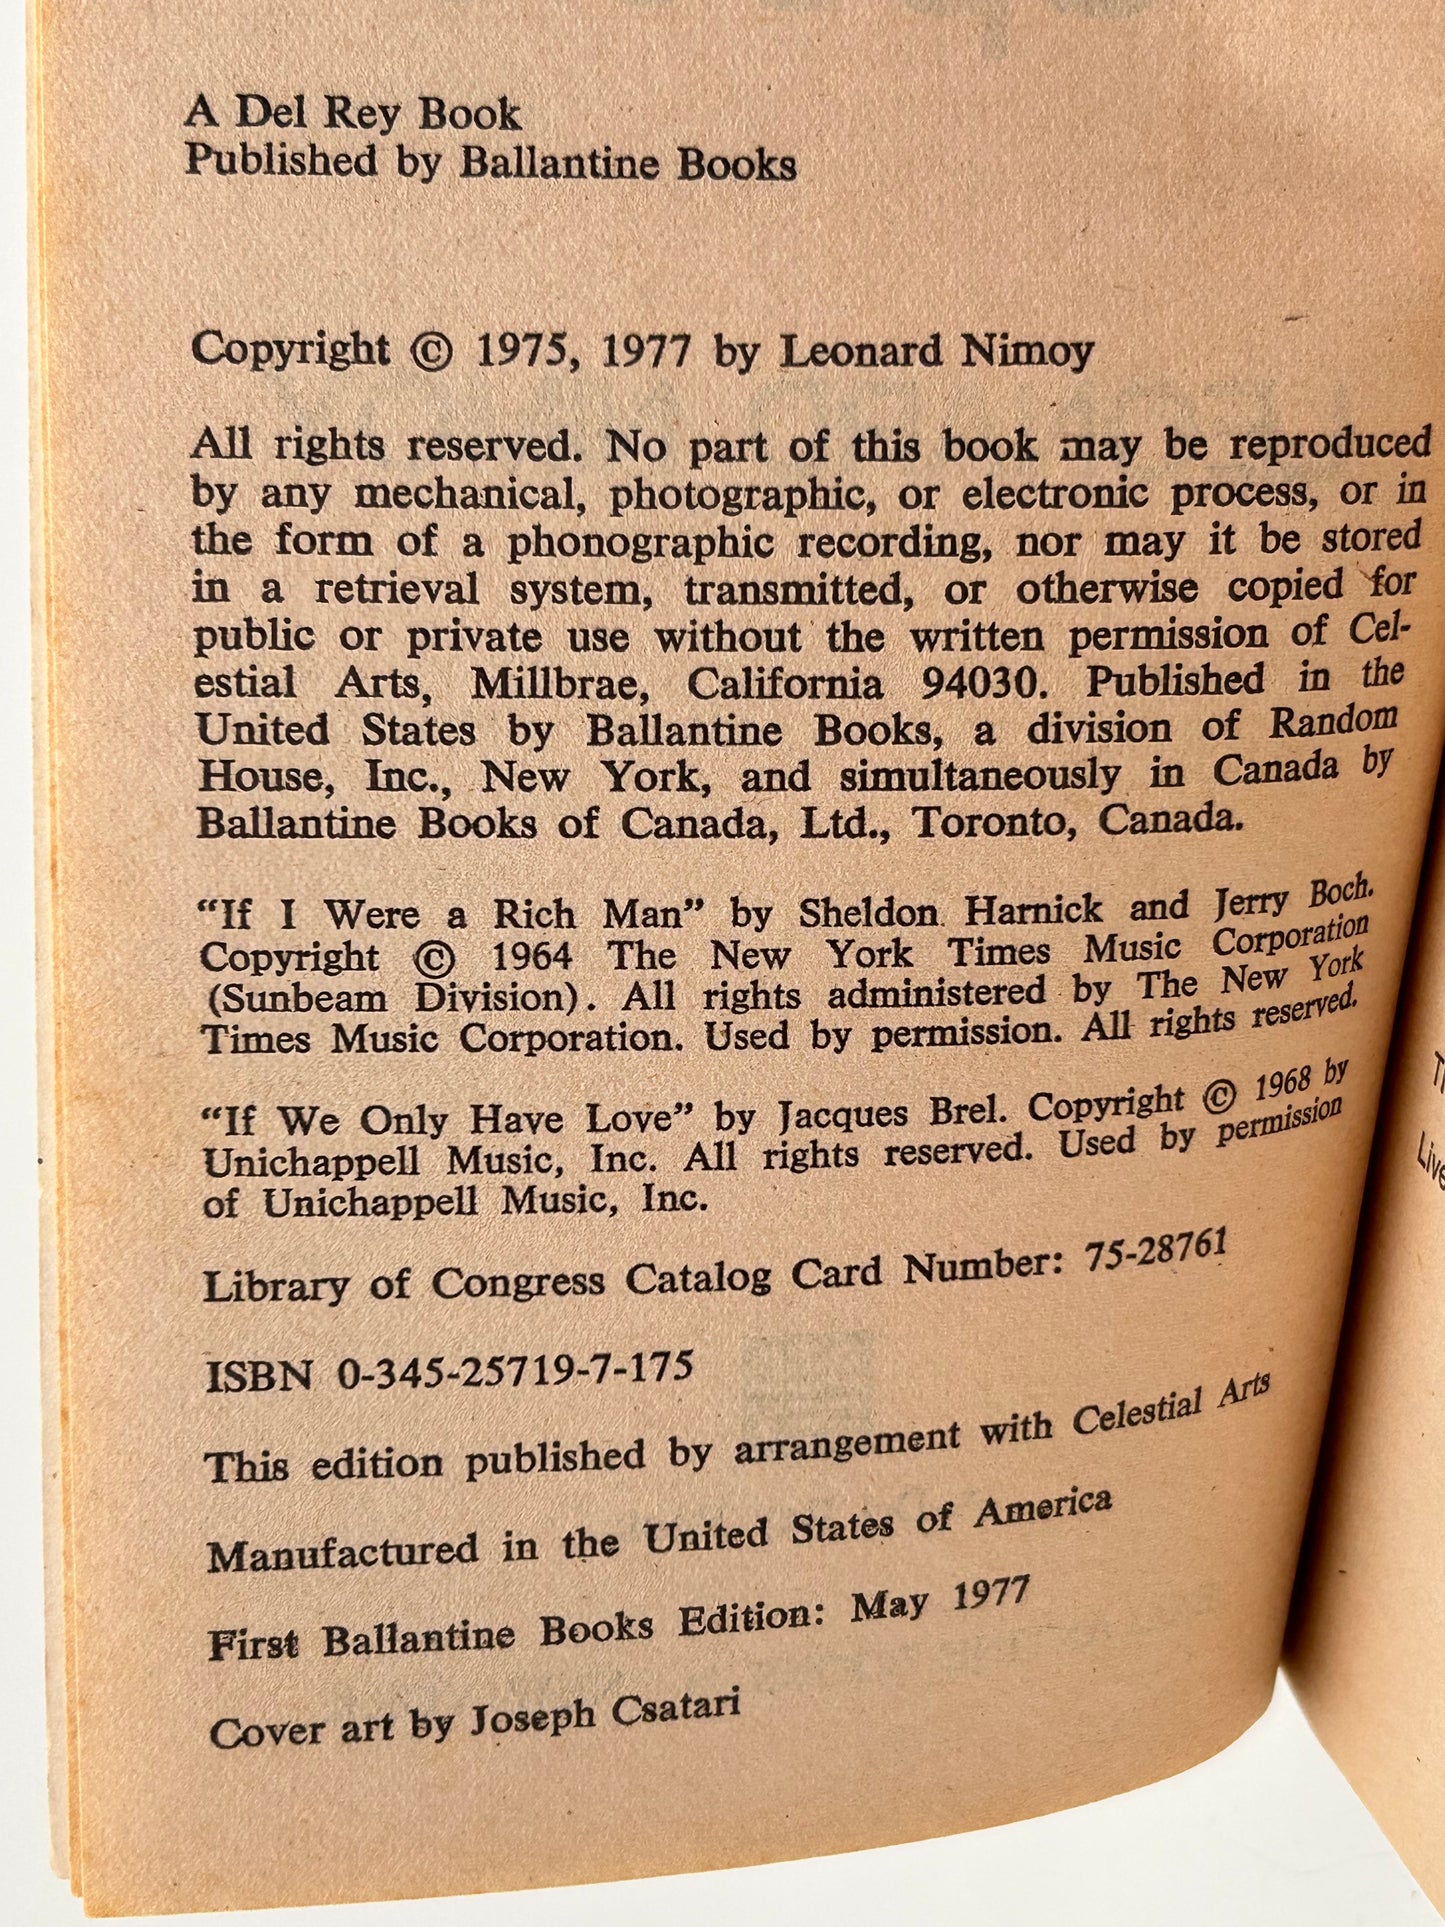 A Del Rey Book
Published by Ballantine Books
Copyright © 1975, 1977 by Leonard Nimoy
All rights reserved. No part of this book may be reproduced
by any mechanical, photographic, or electronic process, or in
the form of a phonographic recording, nor may it be stored
in a retrieval system, transmitted, or otherwise copied for
public or private use without the written permission of Cel-
estial Arts, Millbrae, California 94030. Published in the
United States by Ballantine Books, a division of Random
House, Inc., New York, and simultaneously in Canada by
Ballantine Books of Canada, Ltd., Toronto, Canada.
“If I Were a Rich Man” by Sheldon Harnick and Jerry Boch.
Copyright © 1964 The New York Times Music Corporation
(Sunbeam Division). All rights administered by The New York
Times Music Corporation. Used by permission. All rights reserved.
“If We Only Have Love” by Jacques Brel. Copyright © 1968 by
Unichappell Music, Inc. All rights reserved. Used by permission
of Unichappell Music, Inc.
Library of Congress Catalog Card Number: 75-28761
ISBN 0-345-25719-7-175
This edition published by arrangement with Celestial Arts
Manufactured in the United States of America
First Ballantine Books Edition: May 1977
Cover art by Joseph Csatari